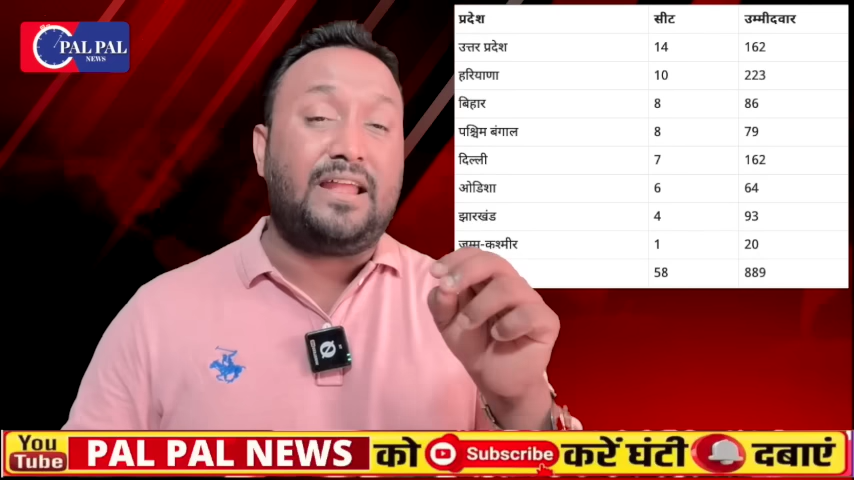 PAL PAL
NEWS
प्रदेश सीट उम्मीदवार
उत्तर प्रदेश 14 162
हरियाणा 10 223
बिहार 8 86
पश्चिम बंगाल 8 79
दिल्ली 7 162
ओडिशा 6 64
झारखंड 4 93
जम्मू-कश्मीर 1 20
58 889
You
Tube
PAL PAL NEWS को Subscribe करें घंटी दबाएं